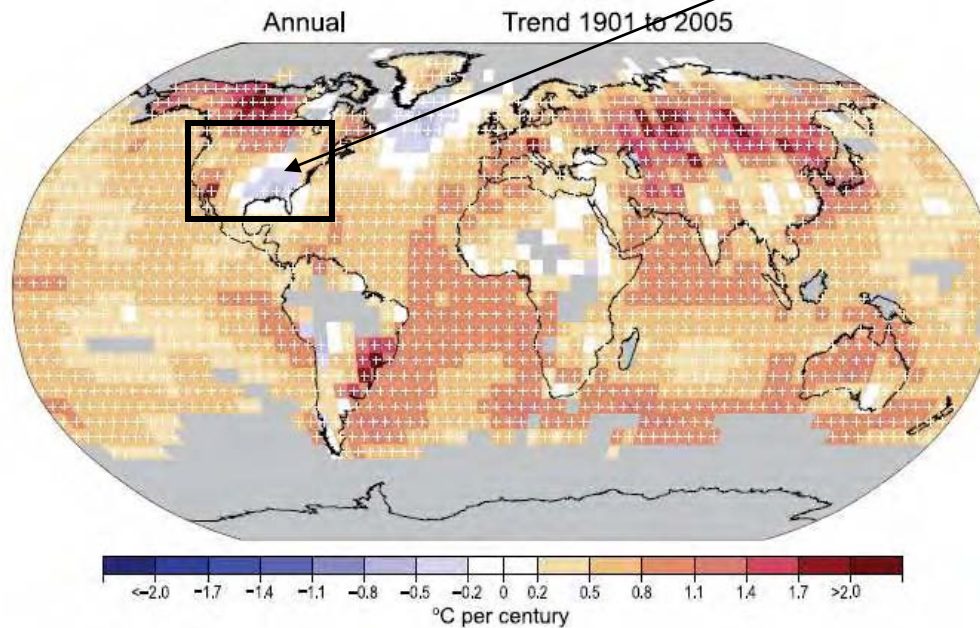 Annual Trend 1901 to 2005
<–2.0 –1.7 –1.4 –1.1 –0.8 –0.5 –0.2 0 0.2 0.5 0.8 1.1 1.4 1.7 >2.0
°C per century